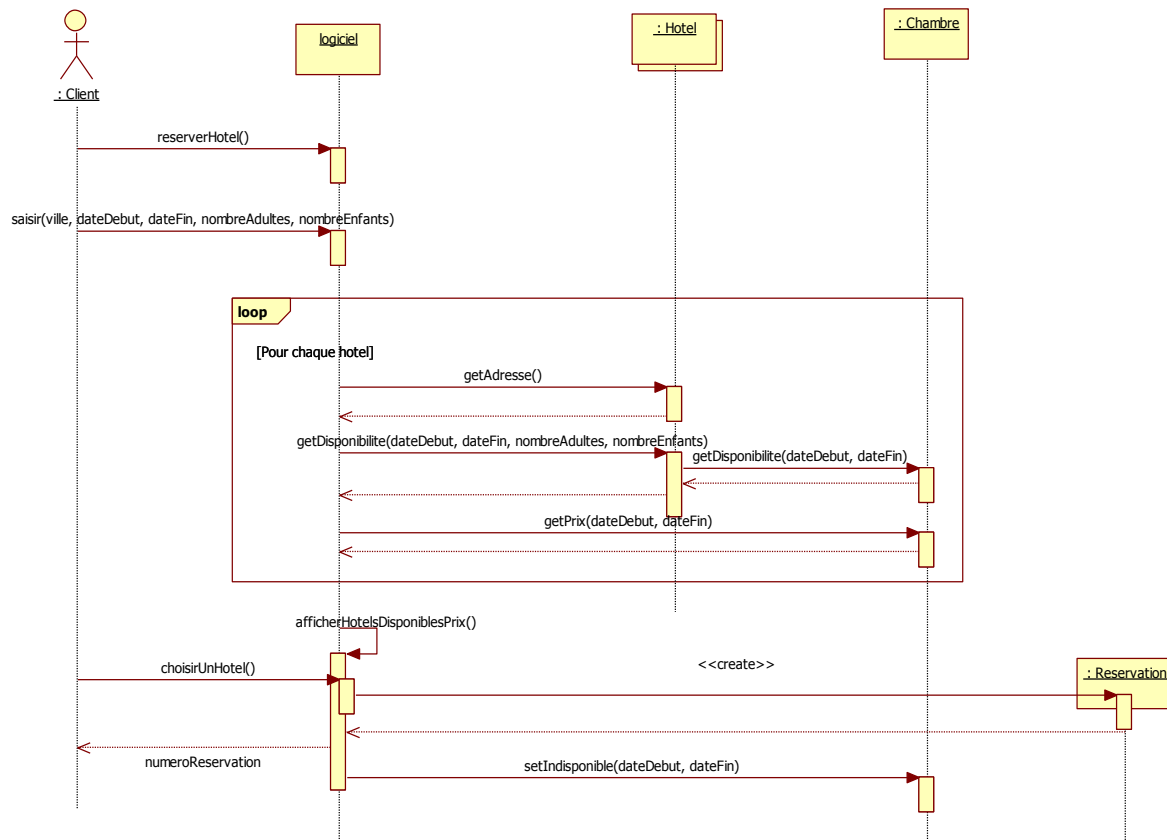 : Client
logiciel
: Hotel
: Chambre
reserverHotel()
saisir(ville, dateDebut, dateFin, nombreAdultes, nombreEnfants)
loop
[Pour chaque hotel]
getAdresse()
getDisponibilite(dateDebut, dateFin, nombreAdultes, nombreEnfants)
getDisponibilite(dateDebut, dateFin)
getPrix(dateDebut, dateFin)
afficherHotelsDisponiblesPrix()
choisirUnHotel()
<<create>>
: Reservation
numeroReservation
setIndisponible(dateDebut, dateFin)